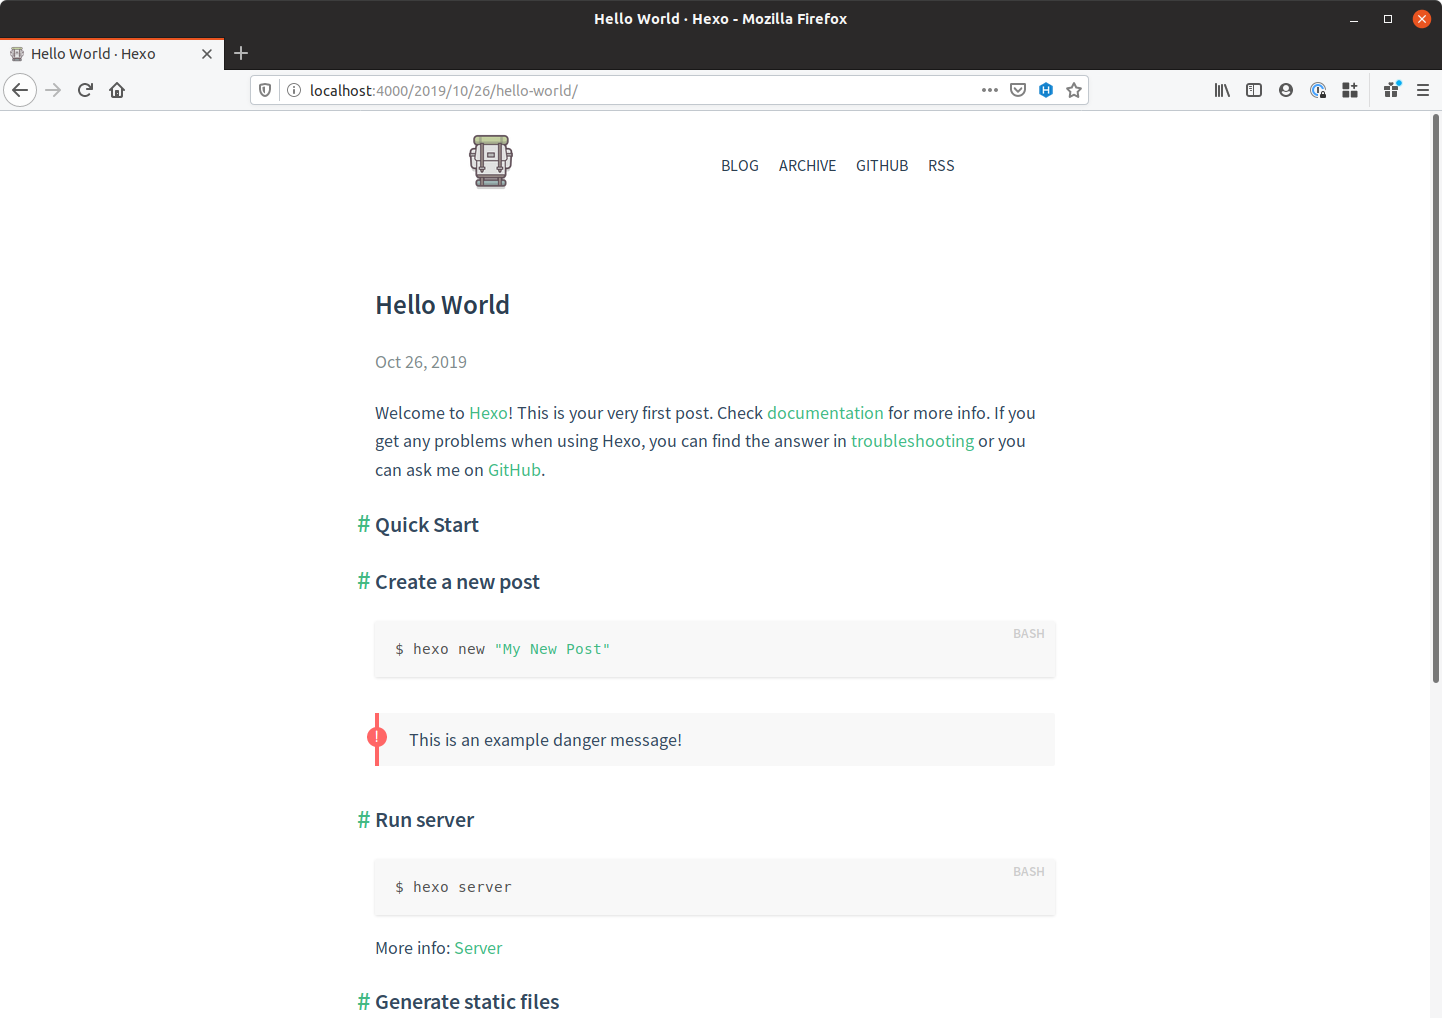 Hello World · Hexo - Mozilla Firefox
Hello World · Hexo
localhost:4000/2019/10/26/hello-world/
BLOG ARCHIVE GITHUB RSS
Hello World
Oct 26, 2019
Welcome to Hexo! This is your very first post. Check documentation for more info. If you
get any problems when using Hexo, you can find the answer in troubleshooting or you
can ask me on GitHub.
# Quick Start
# Create a new post
BASH
$ hexo new "My New Post"
! This is an example danger message!
# Run server
BASH
$ hexo server
More info: Server
# Generate static files